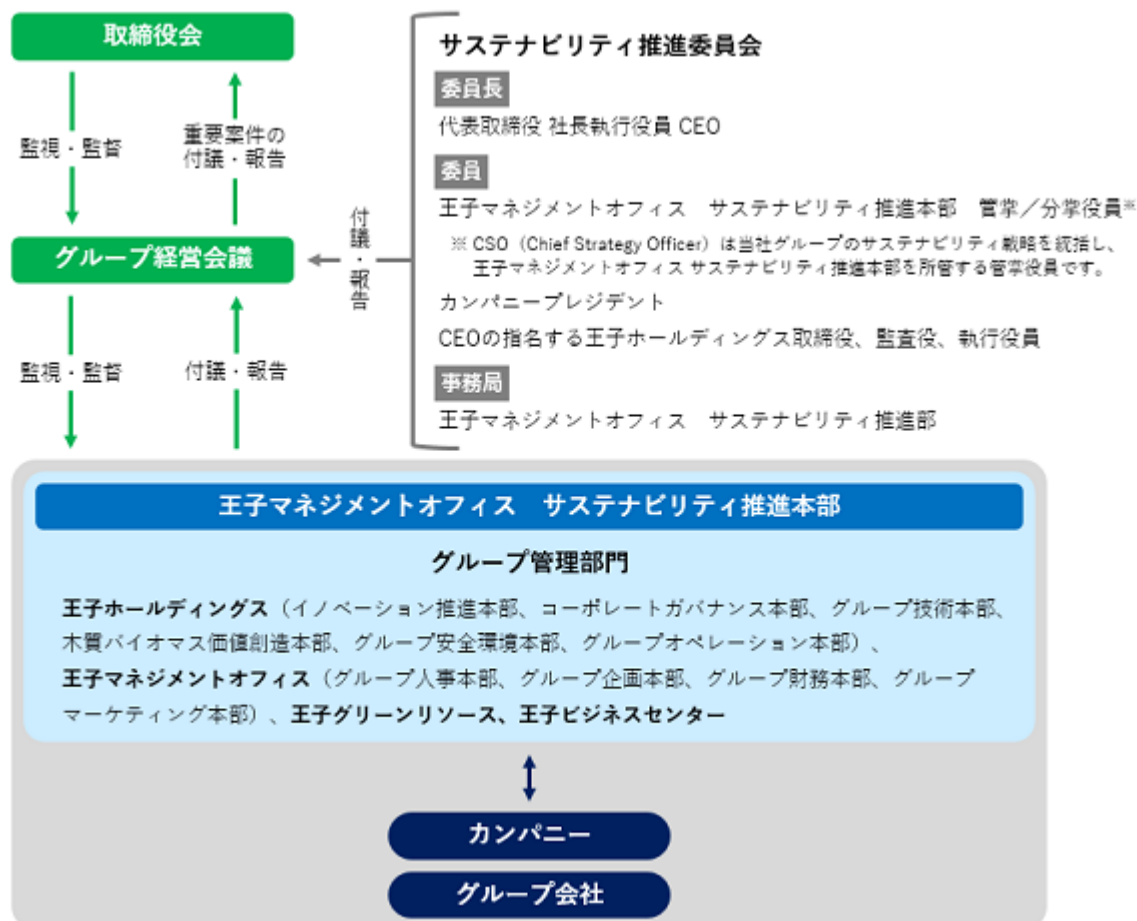 取締役会
監視・監督
重要案件の
付議・報告
グループ経営会議
付議・報告
監視・監督
付議・報告
サステナビリティ推進委員会
委員長
代表取締役 社長執行役員 CEO
委員
王子マネジメントオフィス　サステナビリティ推進本部　管掌／分掌役員※
※ CSO（Chief Strategy Officer）は当社グループのサステナビリティ戦略を統括し、
王子マネジメントオフィス サステナビリティ推進本部を所管する管掌役員です。
カンパニープレジデント
CEOの指名する王子ホールディングス取締役、監査役、執行役員
事務局
王子マネジメントオフィス　サステナビリティ推進部
王子マネジメントオフィス　サステナビリティ推進本部
グループ管理部門
王子ホールディングス（イノベーション推進本部、コーポレートガバナンス本部、グループ技術本部、
木質バイオマス価値創造本部、グループ安全環境本部、グループオペレーション本部）、
王子マネジメントオフィス（グループ人事本部、グループ企画本部、グループ財務本部、グループ
マーケティング本部）、王子グリーンリソース、王子ビジネスセンター
カンパニー
グループ会社